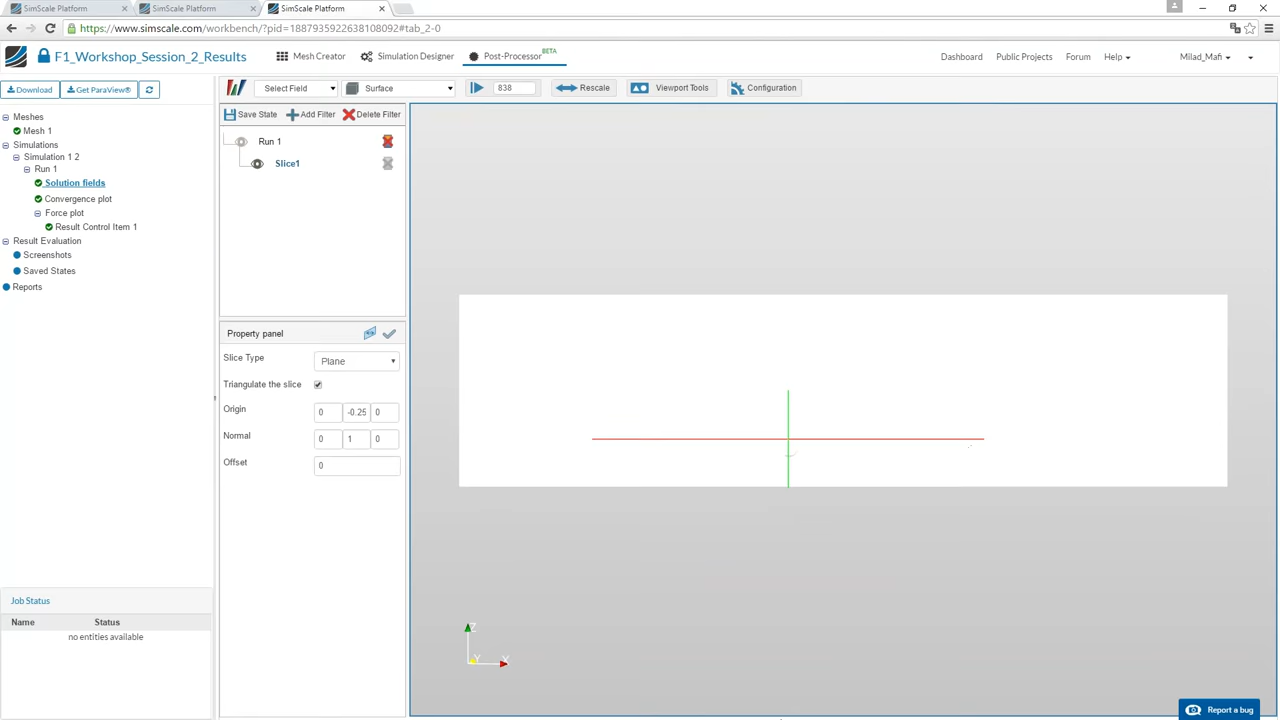 SimScale Platform
SimScale Platform
SimScale Platform
https://www.simscale.com/workbench/?pid=1887935922638108092#tab_2-0
F1_Workshop_Session_2_Results
Mesh Creator
Simulation Designer
Post-Processor BETA
Dashboard
Public Projects
Forum
Help
Milad_Mafi
Download
Get ParaView®
Select Field
Surface
838
Rescale
Viewport Tools
Configuration
Save State
Add Filter
Delete Filter
Meshes
Mesh 1
Simulations
Simulation 1 2
Run 1
Solution fields
Convergence plot
Force plot
Result Control Item 1
Result Evaluation
Screenshots
Saved States
Reports
Run 1
Slice1
Property panel
Slice Type
Plane
Triangulate the slice
Origin
0 -0.25 0
Normal
0 1 0
Offset
0
Job Status
Name Status
no entities available
Z
Y
X
Report a bug